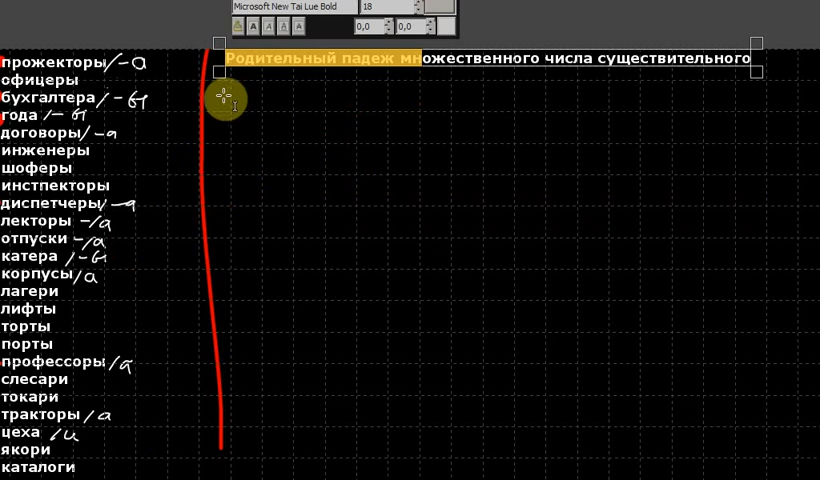 Microsoft New Tai Lue Bold 18
A A A A 0,0 0,0
Родительный падеж множественного числа существительного
прожекторы/-а
офицеры
бухгалтера /-ы
года /-ы
договоры/-а
инженеры
шоферы
инстпекторы
диспетчеры/-а
лекторы -/а
отпуски -/а
катера /-ы
корпусы/а
лагери
лифты
торты
порты
профессоры/а
слесари
токари
тракторы/а
цеха /и
якори
каталоги